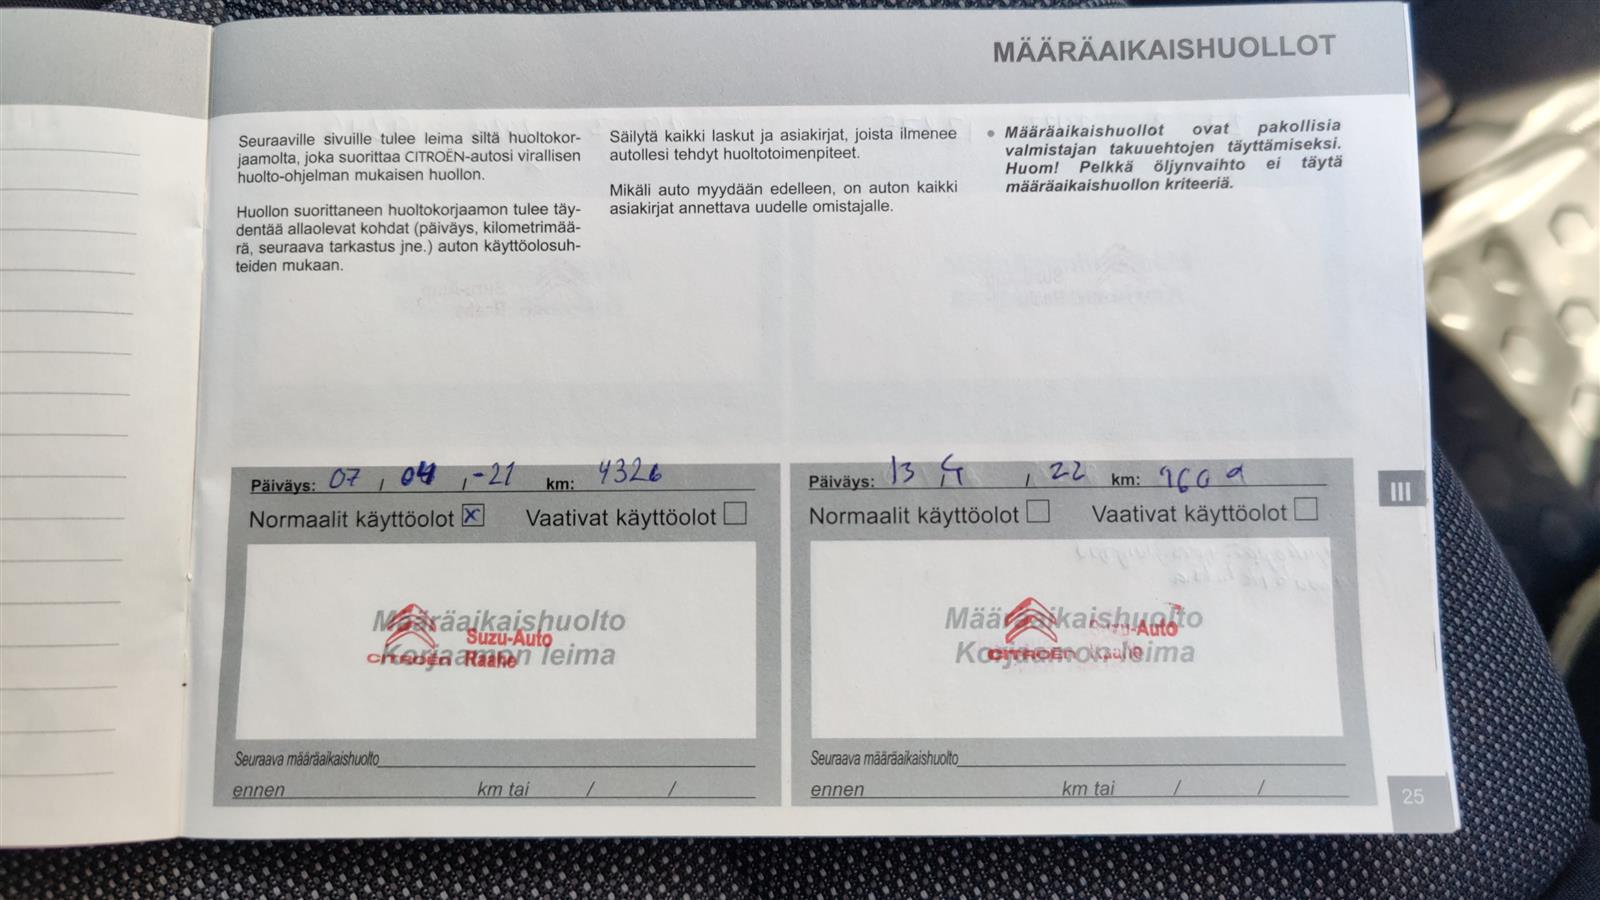 MÄÄRÄAIKAISHUOLLOT
Seuraaville sivuille tulee leima siltä huoltokor-
jaamolta, joka suorittaa CITROËN-autosi virallisen
huolto-ohjelman mukaisen huollon.
Huollon suorittaneen huoltokorjaamon tulee täy-
dentää allaolevat kohdat (päiväys, kilometrimää-
rä, seuraava tarkastus jne.) auton käyttöolosuh-
teiden mukaan.
Säilytä kaikki laskut ja asiakirjat, joista ilmenee
autollesi tehdyt huoltotoimenpiteet.
Mikäli auto myydään edelleen, on auton kaikki
asiakirjat annettava uudelle omistajalle.
• Määräaikaishuollot ovat pakollisia
valmistajan takuuehtojen täyttämiseksi.
Huom! Pelkkä öljynvaihto ei täytä
määräaikaishuollon kriteeriä.
Päiväys: 07 / 04 / -21 km: 4326
Normaalit käyttöolot x Vaativat käyttöolot
Määräaikaishuolto
Korjaamon leima
CITROËN
Suzu-Auto
Raahe
Seuraava määräaikaishuolto
ennen km tai / /
Päiväys: 13 / 4 / 22 km:
Normaalit käyttöolot Vaativat käyttöolot
Määräaikaishuolto
Korjaamon leima
CITROËN
Suzu-Auto
Raahe
Seuraava määräaikaishuolto
ennen km tai / /
III
25